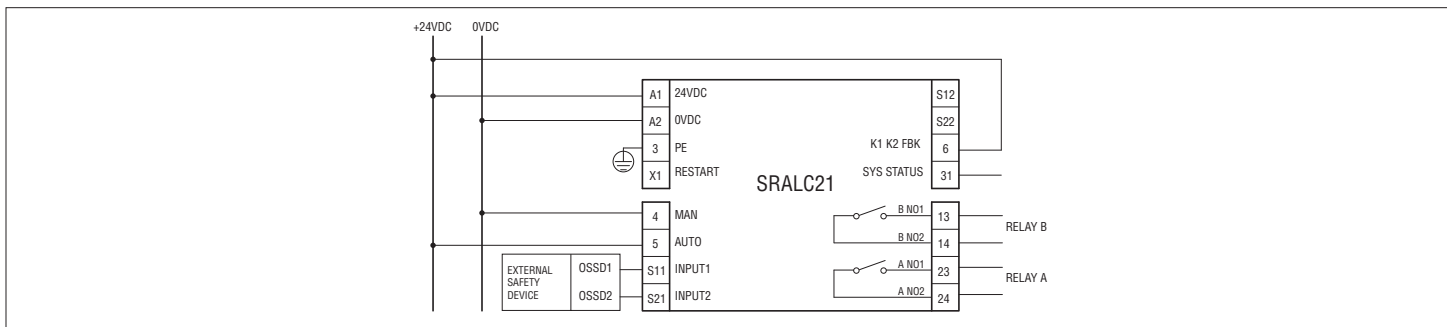 +24VDC 0VDC
A1 24VDC
A2 0VDC
3 PE
X1 RESTART
SRALC21
S12
S22
K1 K2 FBK 6
SYS STATUS 31
4 MAN
5 AUTO
S11 INPUT1
S21 INPUT2
EXTERNAL
SAFETY
DEVICE
OSSD1
OSSD2
B NO1 13
B NO2 14
RELAY B
A NO1 23
A NO2 24
RELAY A